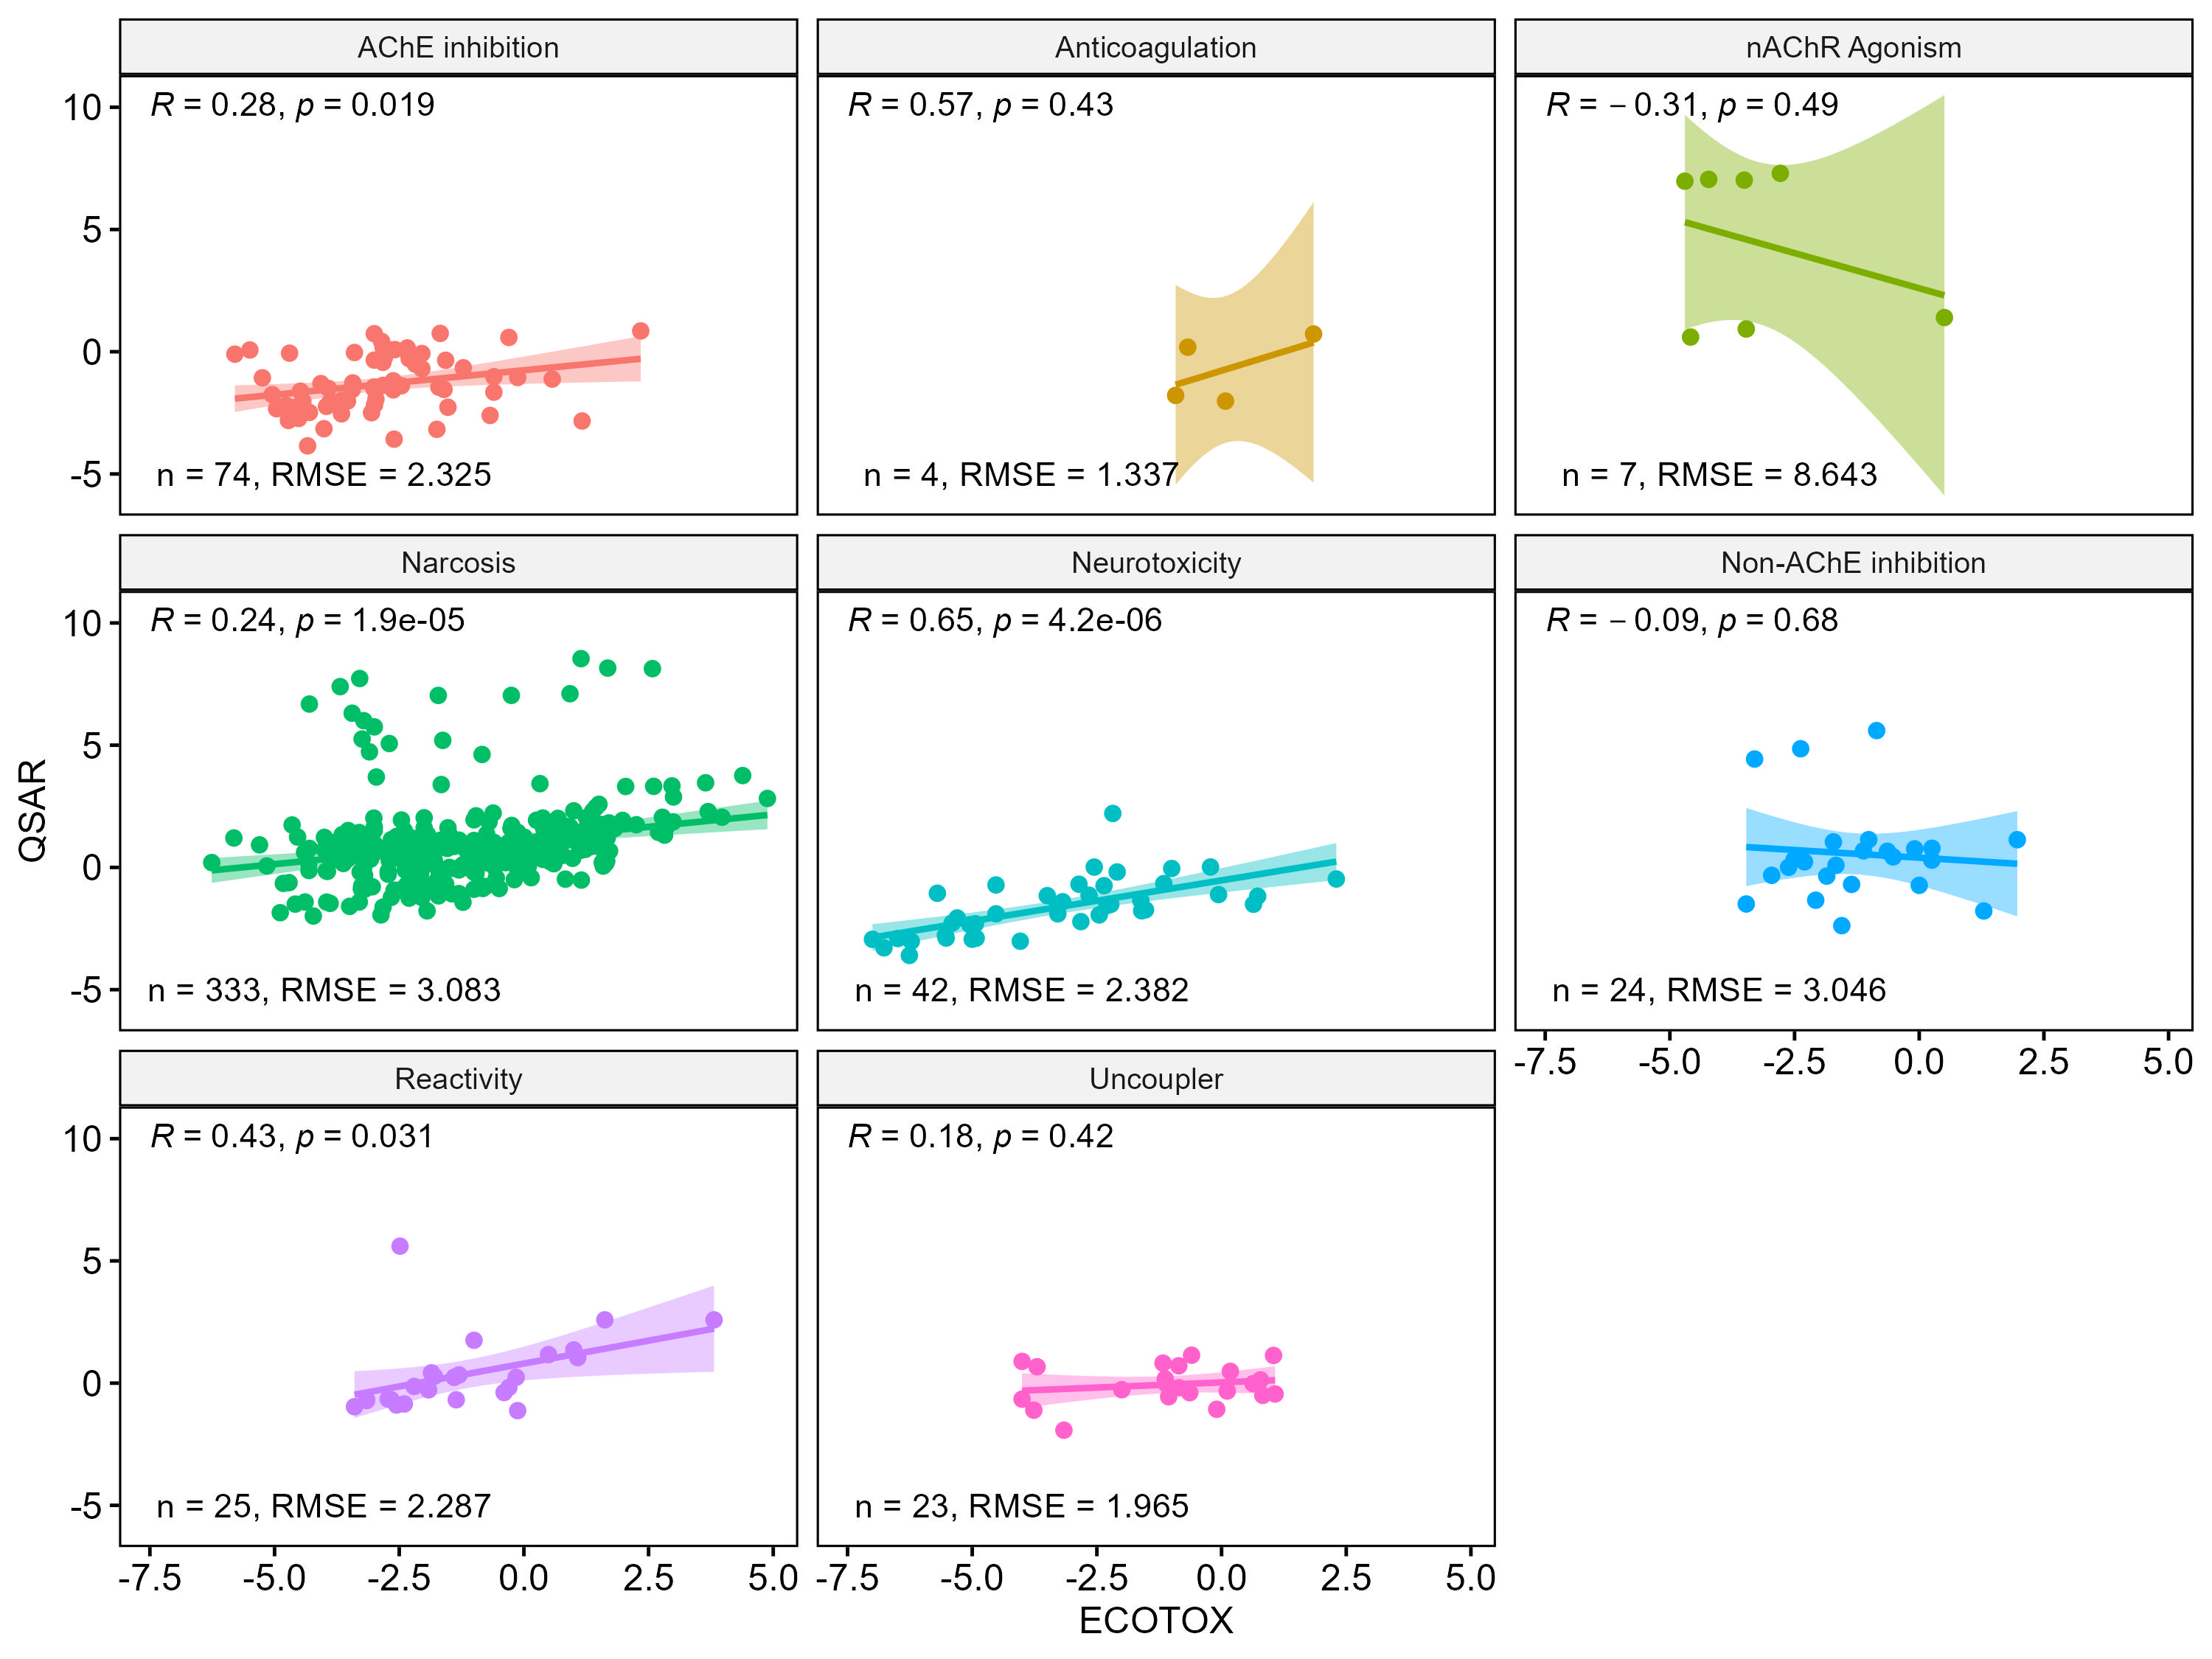 AChE inhibition
Anticoagulation
nAChR Agonism
R = 0.28, p = 0.019
R = 0.57, p = 0.43
R = − 0.31, p = 0.49
10
5
0
-5
n = 74, RMSE = 2.325
n = 4, RMSE = 1.337
n = 7, RMSE = 8.643
Narcosis
Neurotoxicity
Non-AChE inhibition
R = 0.24, p = 1.9e-05
R = 0.65, p = 4.2e-06
R = − 0.09, p = 0.68
10
5
0
-5
n = 333, RMSE = 3.083
n = 42, RMSE = 2.382
n = 24, RMSE = 3.046
-7.5 -5.0 -2.5 0.0 2.5 5.0
QSAR
Reactivity
Uncoupler
R = 0.43, p = 0.031
R = 0.18, p = 0.42
10
5
0
-5
n = 25, RMSE = 2.287
n = 23, RMSE = 1.965
-7.5 -5.0 -2.5 0.0 2.5 5.0
-7.5 -5.0 -2.5 0.0 2.5 5.0
ECOTOX